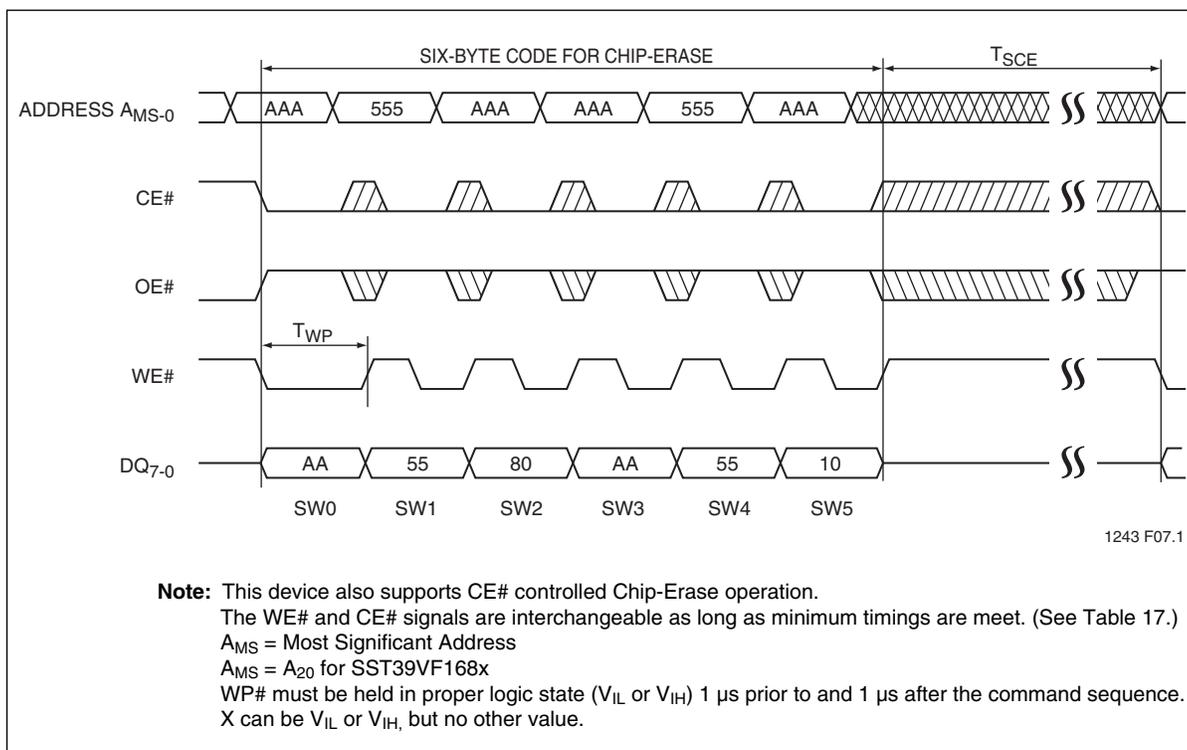 SIX-BYTE CODE FOR CHIP-ERASE TSCE
ADDRESS AMS-0 AAA 555 AAA AAA 555 AAA
CE#
OE#
TWP
WE#
DQ7-0 AA 55 80 AA 55 10
SW0 SW1 SW2 SW3 SW4 SW5
1243 F07.1
Note: This device also supports CE# controlled Chip-Erase operation.
The WE# and CE# signals are interchangeable as long as minimum timings are meet. (See Table 17.)
AMS = Most Significant Address
AMS = A20 for SST39VF168x
WP# must be held in proper logic state (VIL or VIH) 1 µs prior to and 1 µs after the command sequence.
X can be VIL or VIH, but no other value.